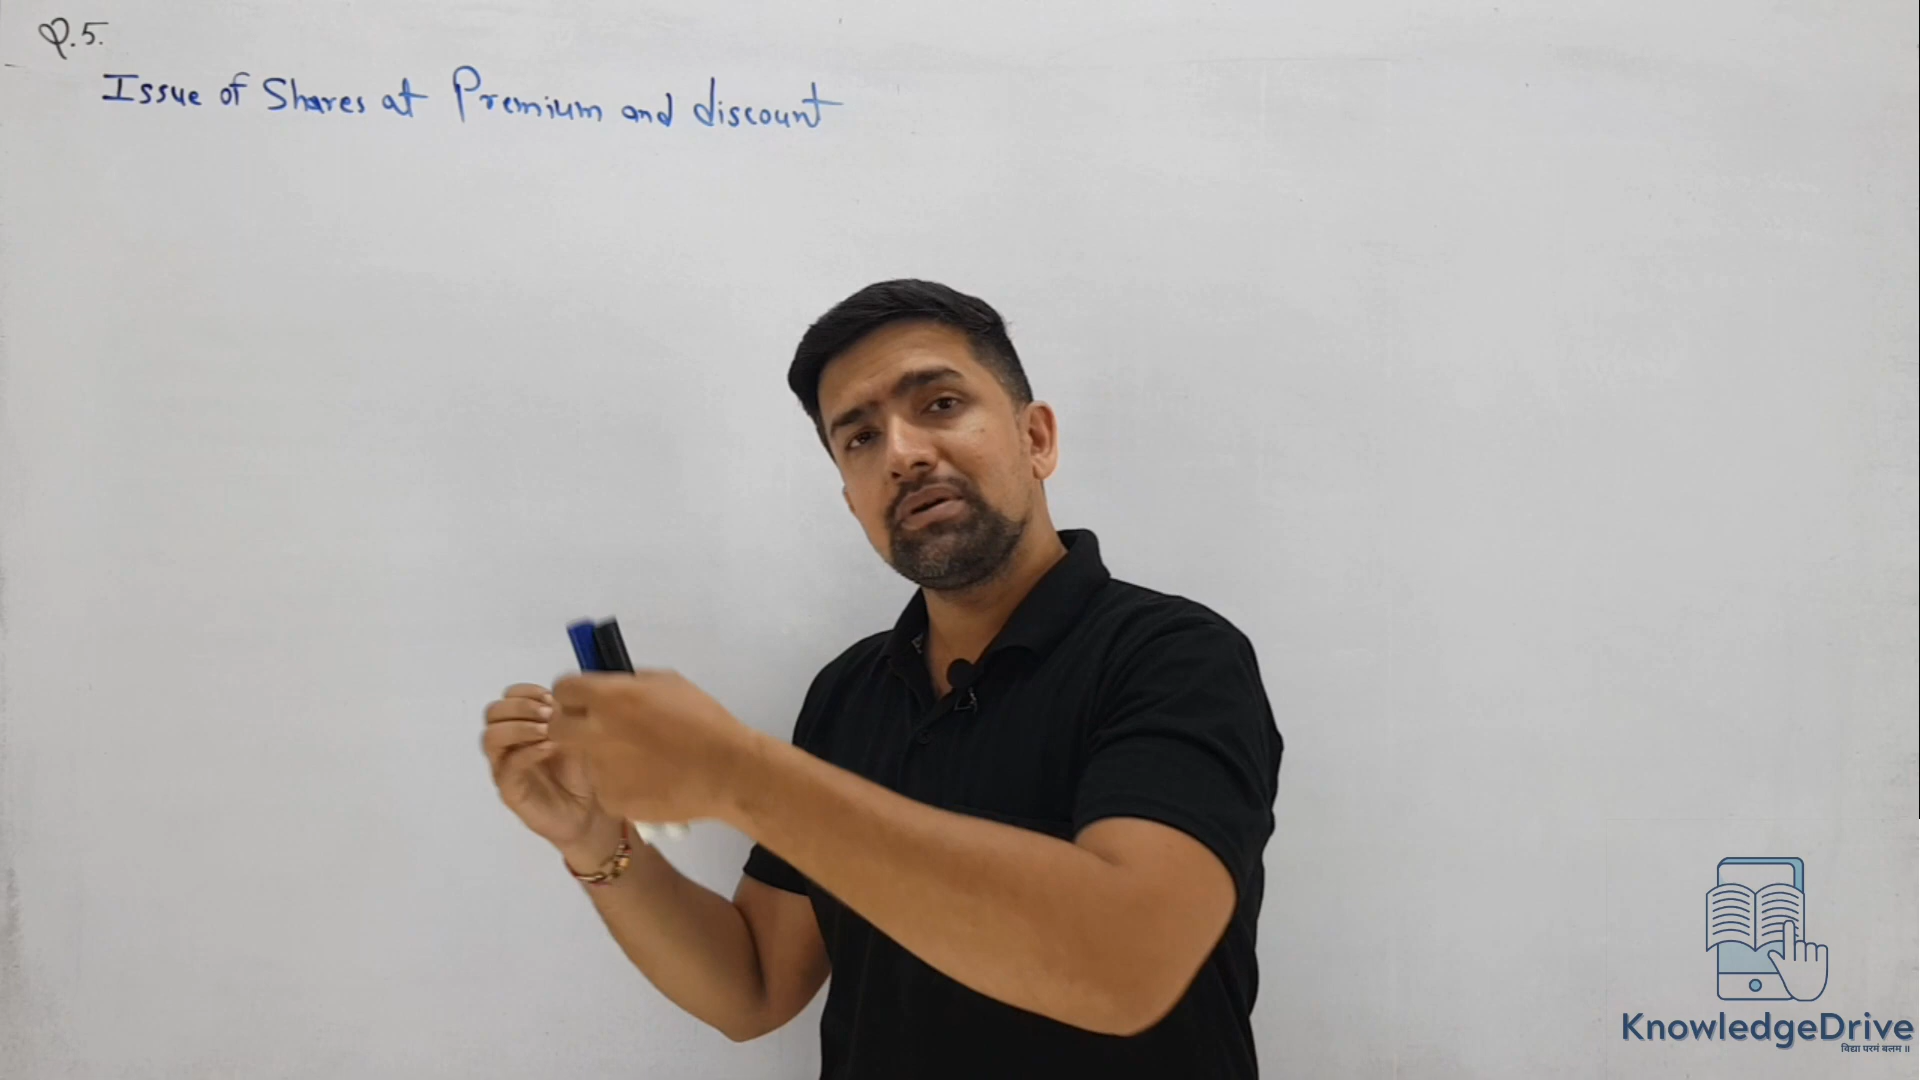 Q.5.
Issue of Shares at Premium and discount
KnowledgeDrive
विद्या परमं बलम ॥